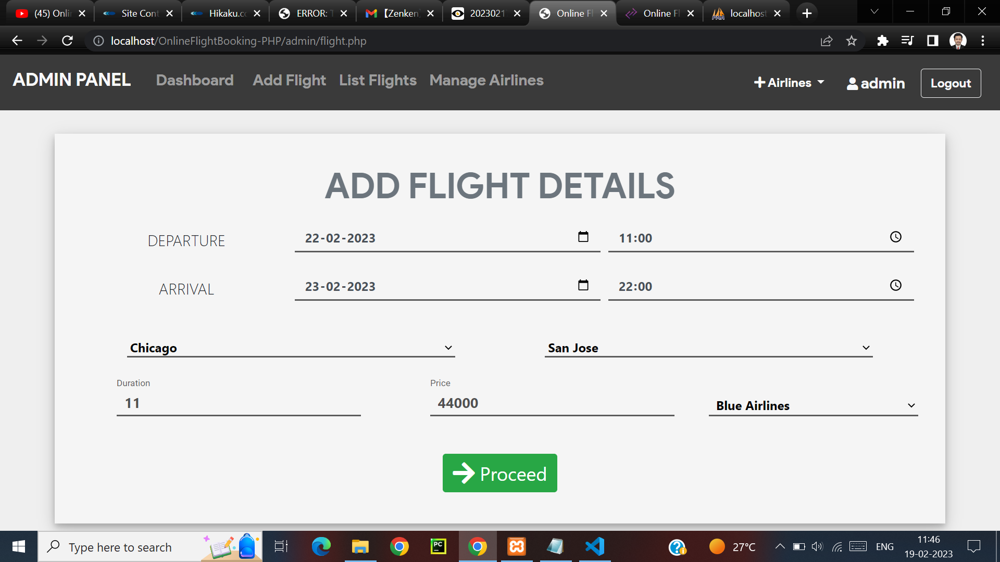 (45) Onli
Site Cont
Hikaku.c
ERROR: T
【Zenken
2023021
Online Fl
Online Fl
localhost
localhost/OnlineFlightBooking-PHP/admin/flight.php
ADMIN PANEL Dashboard Add Flight List Flights Manage Airlines Airlines admin Logout
ADD FLIGHT DETAILS
DEPARTURE 22-02-2023 11:00
ARRIVAL 23-02-2023 22:00
Chicago San Jose
Duration Price
11 44000 Blue Airlines
Proceed
Type here to search
PC
27°C
ENG
11:46
19-02-2023